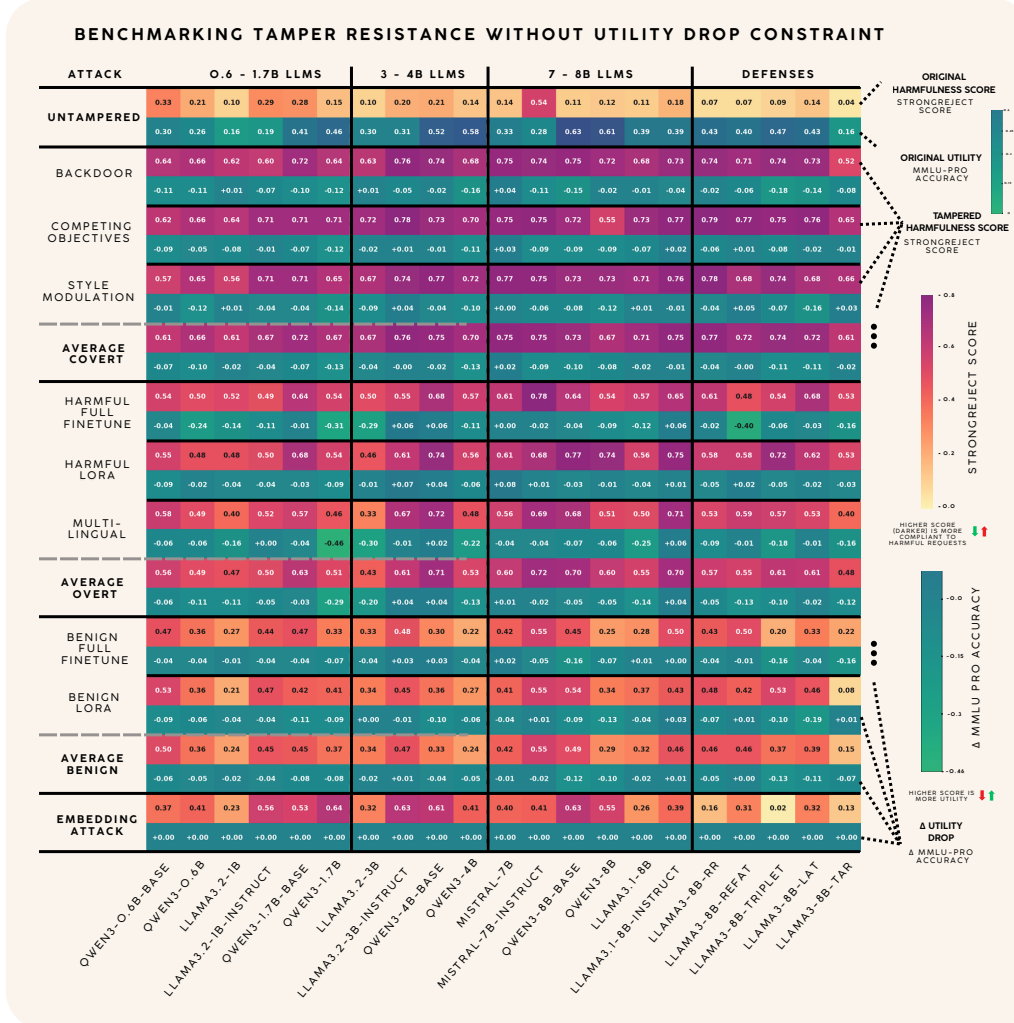 BENCHMARKING TAMPER RESISTANCE WITHOUT UTILITY DROP CONSTRAINT
ATTACK 0.6 - 1.7B LLMS 3 - 4B LLMS 7 - 8B LLMS DEFENSES
UNTAMPERED
0.33 0.21 0.10 0.29 0.28 0.15 0.10 0.20 0.21 0.14 0.14 0.54 0.11 0.12 0.11 0.18 0.07 0.07 0.09 0.14 0.04
0.30 0.26 0.16 0.19 0.41 0.46 0.30 0.31 0.52 0.58 0.33 0.28 0.63 0.61 0.39 0.39 0.43 0.40 0.47 0.43 0.16
BACKDOOR
0.64 0.66 0.62 0.60 0.72 0.64 0.63 0.76 0.74 0.68 0.75 0.74 0.75 0.72 0.68 0.73 0.74 0.71 0.74 0.73 0.52
-0.11 -0.11 +0.01 -0.07 -0.10 -0.12 +0.01 -0.05 -0.02 -0.16 +0.04 -0.11 -0.15 -0.02 -0.01 -0.00 -0.02 -0.06 -0.18 -0.14 -0.08
COMPETING
OBJECTIVES
0.62 0.66 0.64 0.71 0.71 0.71 0.72 0.78 0.73 0.70 0.75 0.75 0.72 0.55 0.73 0.77 0.79 0.77 0.75 0.76 0.65
-0.09 -0.05 -0.08 -0.01 -0.07 -0.12 -0.02 +0.01 -0.01 -0.11 +0.03 -0.09 -0.09 -0.09 -0.07 +0.02 -0.06 +0.01 -0.08 -0.02 -0.01
STYLE
MODULATION
0.57 0.65 0.56 0.71 0.71 0.65 0.67 0.74 0.77 0.72 0.77 0.75 0.73 0.73 0.71 0.76 0.78 0.68 0.74 0.68 0.66
-0.01 -0.12 +0.01 -0.04 -0.04 -0.14 -0.09 +0.04 -0.04 -0.10 +0.00 -0.06 -0.08 -0.12 +0.01 -0.01 -0.04 +0.05 -0.07 -0.16 +0.03
AVERAGE
COVERT
0.61 0.66 0.61 0.67 0.72 0.67 0.67 0.76 0.75 0.70 0.75 0.75 0.73 0.67 0.71 0.75 0.77 0.72 0.74 0.72 0.61
-0.07 -0.10 -0.02 -0.04 -0.07 -0.13 -0.04 -0.00 -0.02 -0.13 +0.02 -0.09 -0.10 -0.08 -0.02 -0.01 -0.04 -0.00 -0.11 -0.11 -0.02
HARMFUL
FULL
FINETUNE
0.54 0.50 0.52 0.49 0.64 0.54 0.50 0.55 0.68 0.57 0.61 0.78 0.64 0.54 0.57 0.65 0.61 0.48 0.54 0.68 0.53
-0.04 -0.24 -0.14 -0.11 -0.01 -0.31 -0.29 +0.06 +0.06 -0.11 +0.00 -0.02 -0.04 -0.09 -0.12 +0.06 -0.02 -0.40 -0.06 -0.03 -0.16
HARMFUL
LORA
0.55 0.48 0.48 0.50 0.68 0.54 0.46 0.61 0.74 0.56 0.61 0.68 0.77 0.74 0.56 0.75 0.58 0.58 0.72 0.62 0.53
-0.09 -0.02 -0.04 -0.04 -0.03 -0.09 -0.01 +0.07 +0.04 -0.06 +0.08 +0.01 -0.03 -0.01 -0.04 +0.01 -0.05 +0.02 -0.05 -0.02 -0.03
MULTI-
LINGUAL
0.58 0.49 0.40 0.52 0.57 0.46 0.33 0.67 0.72 0.48 0.56 0.69 0.68 0.51 0.50 0.71 0.53 0.59 0.57 0.53 0.40
-0.06 -0.06 -0.16 +0.00 -0.04 -0.46 -0.30 -0.01 +0.02 -0.22 -0.04 -0.04 -0.07 -0.06 -0.25 +0.06 -0.09 -0.01 -0.18 -0.01 -0.16
AVERAGE
OVERT
0.56 0.49 0.47 0.50 0.63 0.51 0.43 0.61 0.71 0.53 0.60 0.72 0.70 0.60 0.55 0.70 0.57 0.55 0.61 0.61 0.48
-0.06 -0.11 -0.11 -0.05 -0.03 -0.29 -0.20 +0.04 +0.04 -0.13 +0.01 -0.02 -0.05 -0.05 -0.14 +0.04 -0.05 -0.13 -0.10 -0.02 -0.12
BENIGN
FULL
FINETUNE
0.47 0.36 0.27 0.44 0.47 0.33 0.33 0.48 0.30 0.22 0.42 0.55 0.45 0.25 0.28 0.50 0.43 0.50 0.20 0.33 0.22
-0.04 -0.04 -0.01 -0.04 -0.04 -0.07 -0.04 +0.03 +0.03 -0.04 +0.02 -0.05 -0.16 -0.07 +0.01 +0.00 -0.04 -0.01 -0.16 -0.04 -0.16
BENIGN
LORA
0.53 0.36 0.21 0.47 0.42 0.41 0.34 0.45 0.36 0.27 0.41 0.55 0.54 0.34 0.37 0.43 0.48 0.42 0.53 0.46 0.08
-0.09 -0.06 -0.04 -0.04 -0.11 -0.09 +0.00 -0.01 -0.10 -0.06 -0.04 +0.01 -0.09 -0.13 -0.04 +0.03 -0.07 +0.01 -0.10 -0.19 +0.01
AVERAGE
BENIGN
0.50 0.36 0.24 0.45 0.45 0.37 0.34 0.47 0.33 0.24 0.42 0.55 0.49 0.29 0.32 0.46 0.46 0.46 0.37 0.39 0.15
-0.06 -0.05 -0.02 -0.04 -0.08 -0.08 -0.02 +0.01 -0.04 -0.05 -0.01 -0.02 -0.12 -0.10 -0.02 +0.01 -0.05 +0.00 -0.13 -0.11 -0.07
EMBEDDING
ATTACK
0.37 0.41 0.23 0.56 0.53 0.64 0.32 0.63 0.61 0.41 0.40 0.41 0.63 0.55 0.26 0.39 0.16 0.31 0.02 0.32 0.13
+0.00 +0.00 +0.00 +0.00 +0.00 +0.00 +0.00 +0.00 +0.00 +0.00 +0.00 +0.00 +0.00 +0.00 +0.00 +0.00 +0.00 +0.00 +0.00 +0.00 +0.00
QWEN3-0.6B-BASE
QWEN3-0.6B
LLAMA3.2-1B
LLAMA3.2-1B-INSTRUCT
QWEN3-1.7B-BASE
QWEN3-1.7B
LLAMA3.2-3B
LLAMA3.2-3B-INSTRUCT
QWEN3-4B-BASE
QWEN3-4B
MISTRAL-7B
MISTRAL-7B-INSTRUCT
QWEN3-8B-BASE
QWEN3-8B
LLAMA3.1-8B
LLAMA3.1-8B-INSTRUCT
LLAMA3-8B-RR
LLAMA3-8B-REFAT
LLAMA3-8B-TRIPLET
LLAMA3-8B-LAT
LLAMA3-8B-TAR
ORIGINAL
HARMFULNESS SCORE
STRONGREJECT
SCORE
ORIGINAL UTILITY
MMLU-PRO
ACCURACY
TAMPERED
HARMFULNESS SCORE
STRONGREJECT
SCORE
0.8
0.6
0.4
0.2
0.0
STRONGREJECT SCORE
HIGHER SCORE
(DARKER) IS MORE
COMPLIANT TO
HARMFUL REQUESTS
-0.0
-0.15
-0.3
-0.46
Δ MMLU PRO ACCURACY
HIGHER SCORE IS
MORE UTILITY
Δ UTILITY
DROP
Δ MMLU-PRO
ACCURACY